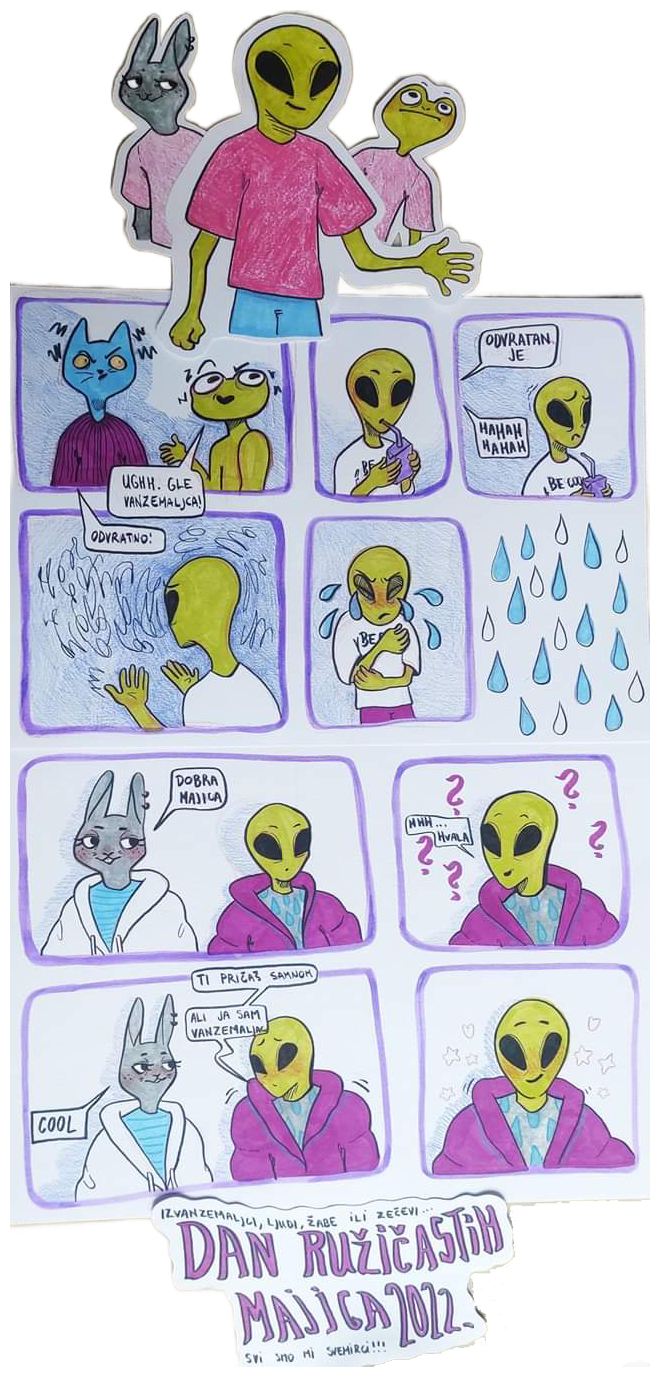 UGHH. GLE
VANZEMALJCA!
ODVRATNO!
BE
ODVRATAN
JE
HAHAH
HAHAH
BE
BE
DOBRA
MAJICA
HHH...
HVALA
TI PRIČAŠ SAMNOM
ALI JA SAM
VANZEMALJAC
COOL
IZVANZEMALJCI, LJUDI, ŽABE ILI ZEČEVI...
DAN RUŽIČASTIH
MAJICA 2022.
SVI SMO MI SVEMIRCI!!!